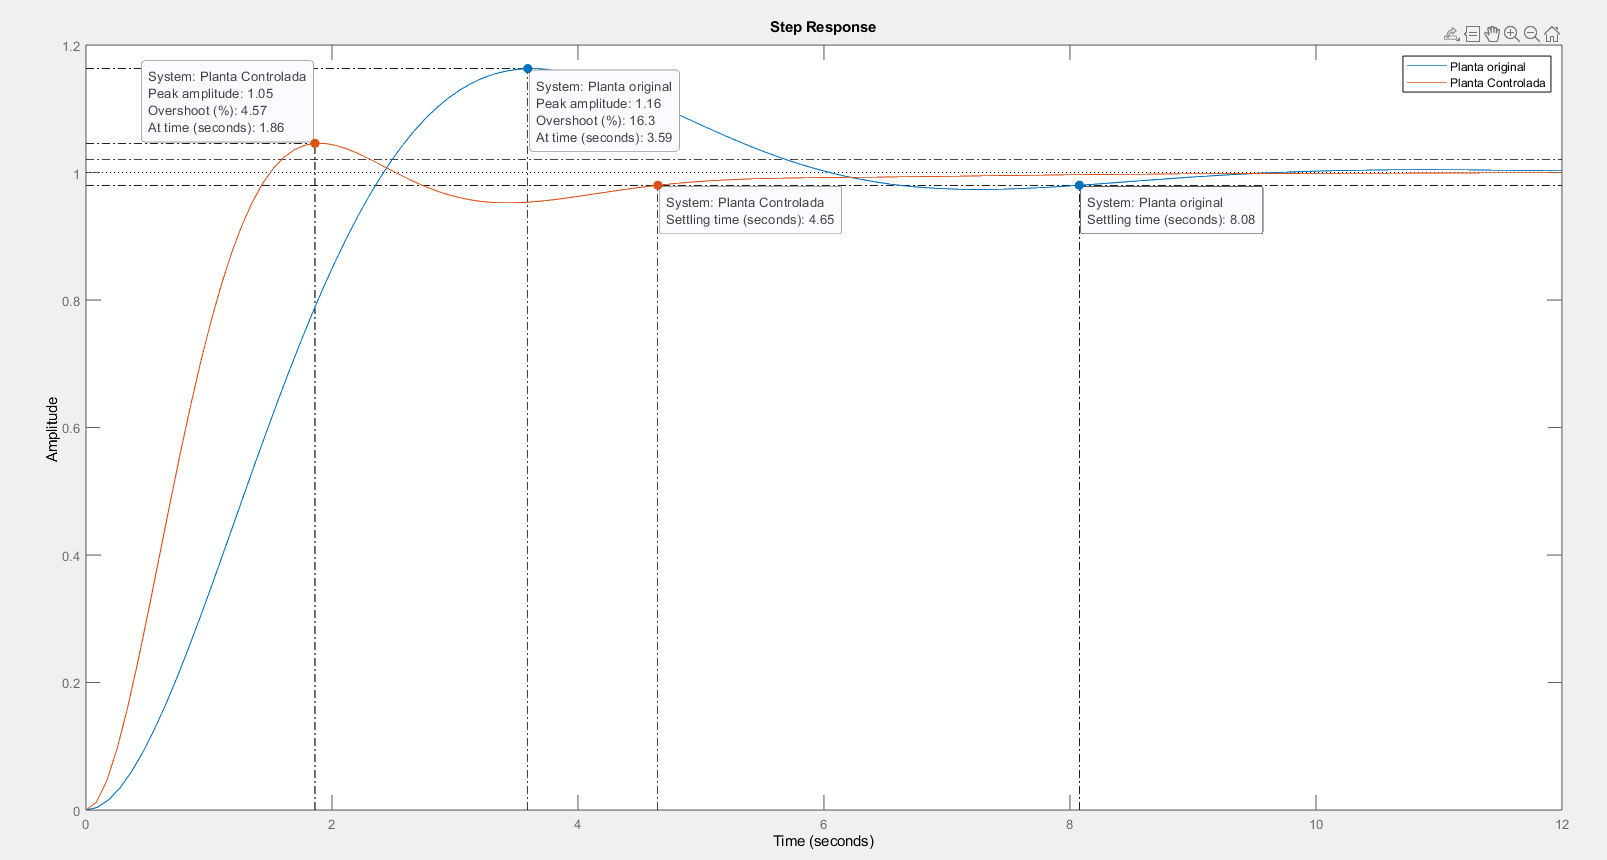 Step Response
Planta original
Planta Controlada
System: Planta Controlada
Peak amplitude: 1.05
Overshoot (%): 4.57
At time (seconds): 1.86
System: Planta original
Peak amplitude: 1.16
Overshoot (%): 16.3
At time (seconds): 3.59
System: Planta Controlada
Settling time (seconds): 4.65
System: Planta original
Settling time (seconds): 8.08
Amplitude
1.2
1
0.8
0.6
0.4
0.2
0
0 2 4 6 8 10 12
Time (seconds)